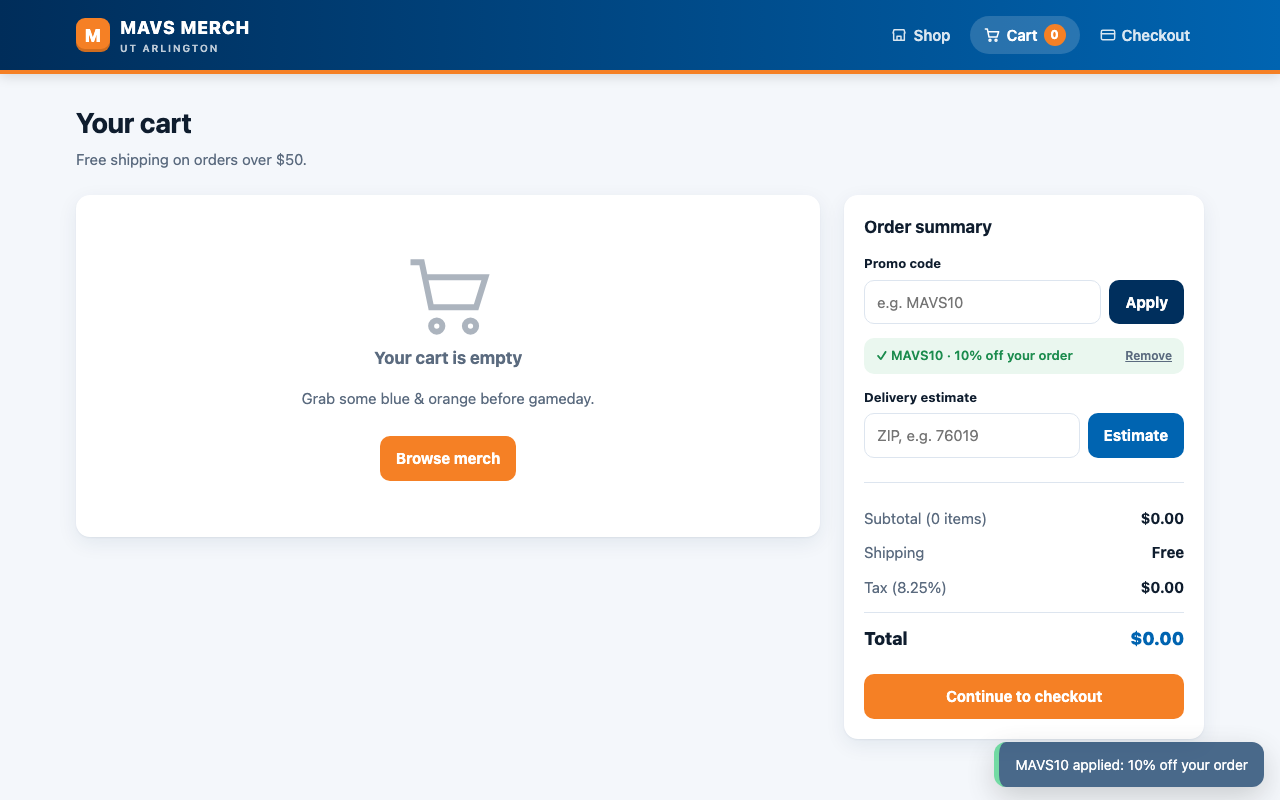 M
MAVS MERCH
UT ARLINGTON
Shop
Cart 0
Checkout
Your cart
Free shipping on orders over $50.
Your cart is empty
Grab some blue & orange before gameday.
Browse merch
Order summary
Promo code
e.g. MAVS10
Apply
✓ MAVS10 · 10% off your order
Remove
Delivery estimate
ZIP, e.g. 76019
Estimate
Subtotal (0 items) $0.00
Shipping Free
Tax (8.25%) $0.00
Total $0.00
Continue to checkout
MAVS10 applied: 10% off your order